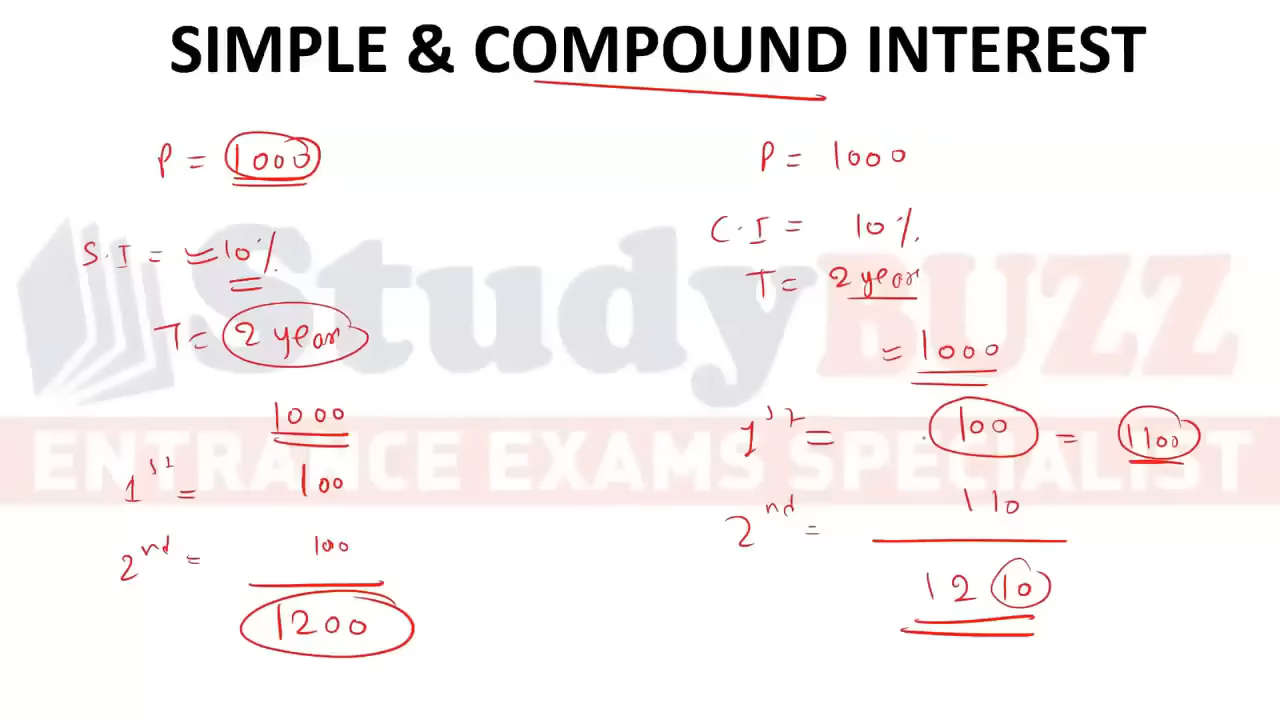 SIMPLE & COMPOUND INTEREST
P = 1000
S.I = 10%
T = 2 year
1000
1st = 100
2nd = 100
1200
P = 1000
C.I = 10%
T = 2 year
= 1000
1st = 100 = 1100
2nd = 110
1210
StudyBUZZ
ENTRANCE EXAMS SPECIALIST